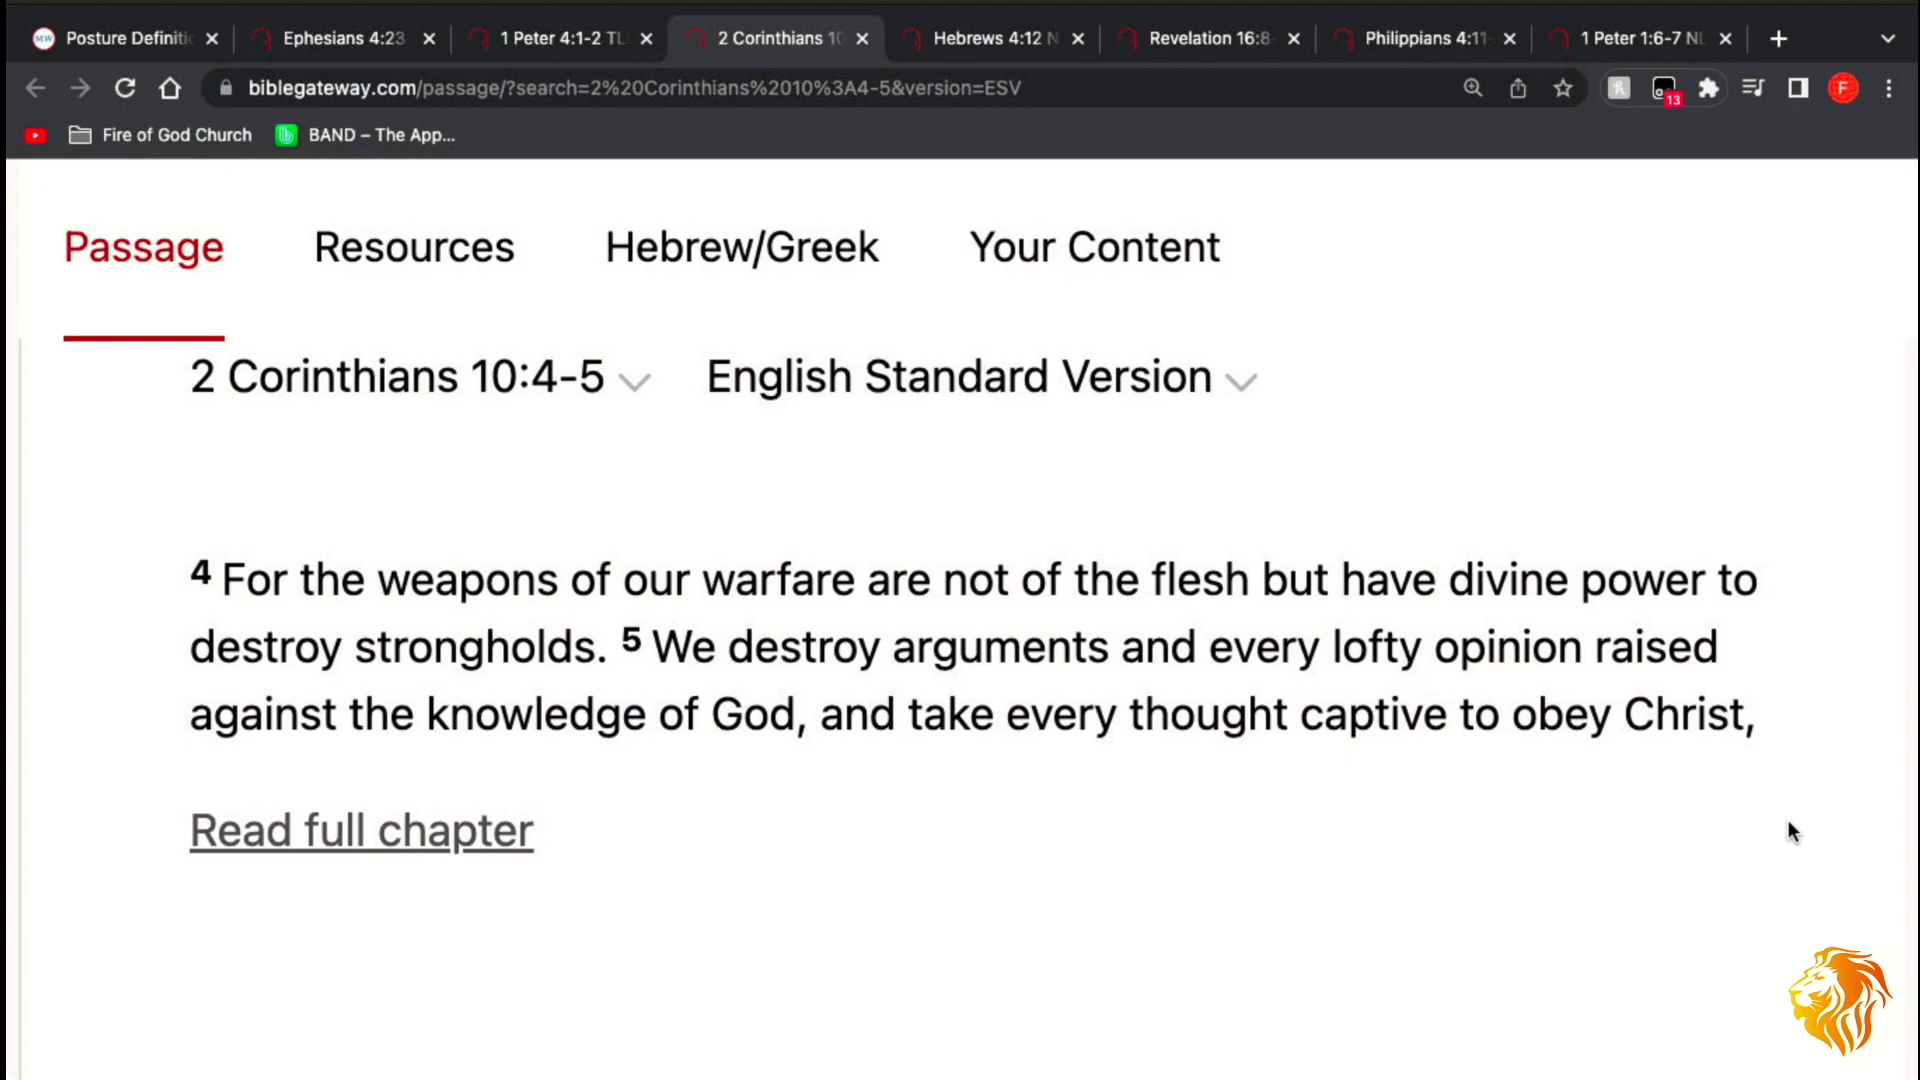 Posture Definiti
Ephesians 4:23
1 Peter 4:1-2 TL
2 Corinthians 10
Hebrews 4:12 N
Revelation 16:8-
Philippians 4:11-
1 Peter 1:6-7 NL
biblegateway.com/passage/?search=2%20Corinthians%2010%3A4-5&version=ESV
13
F
Fire of God Church
BAND – The App...
Passage
Resources
Hebrew/Greek
Your Content
2 Corinthians 10:4-5
English Standard Version
4 For the weapons of our warfare are not of the flesh but have divine power to
destroy strongholds. 5 We destroy arguments and every lofty opinion raised
against the knowledge of God, and take every thought captive to obey Christ,
Read full chapter